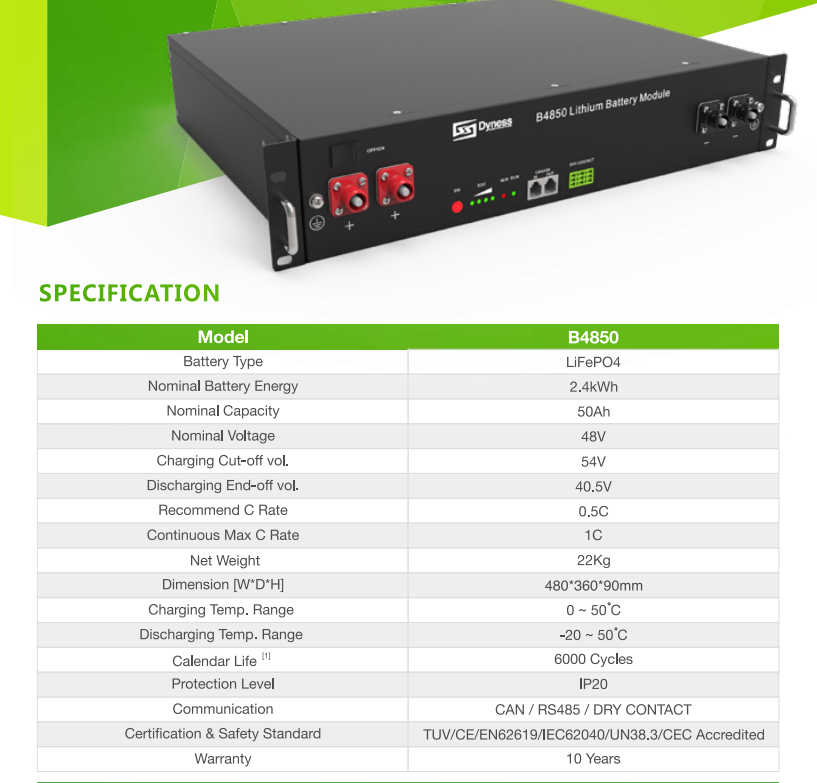 Dyness
B4850 Lithium Battery Module
OPTION
SW
SOC
ALM RUN
CANBUS
DRY CONTACT
+
+
−
−
SPECIFICATION
Model B4850
Battery Type LiFePO4
Nominal Battery Energy 2.4kWh
Nominal Capacity 50Ah
Nominal Voltage 48V
Charging Cut-off vol. 54V
Discharging End-off vol. 40.5V
Recommend C Rate 0.5C
Continuous Max C Rate 1C
Net Weight 22Kg
Dimension [W*D*H] 480*360*90mm
Charging Temp. Range 0 ~ 50°C
Discharging Temp. Range -20 ~ 50°C
Calendar Life [1] 6000 Cycles
Protection Level IP20
Communication CAN / RS485 / DRY CONTACT
Certification & Safety Standard TUV/CE/EN62619/IEC62040/UN38.3/CEC Accredited
Warranty 10 Years